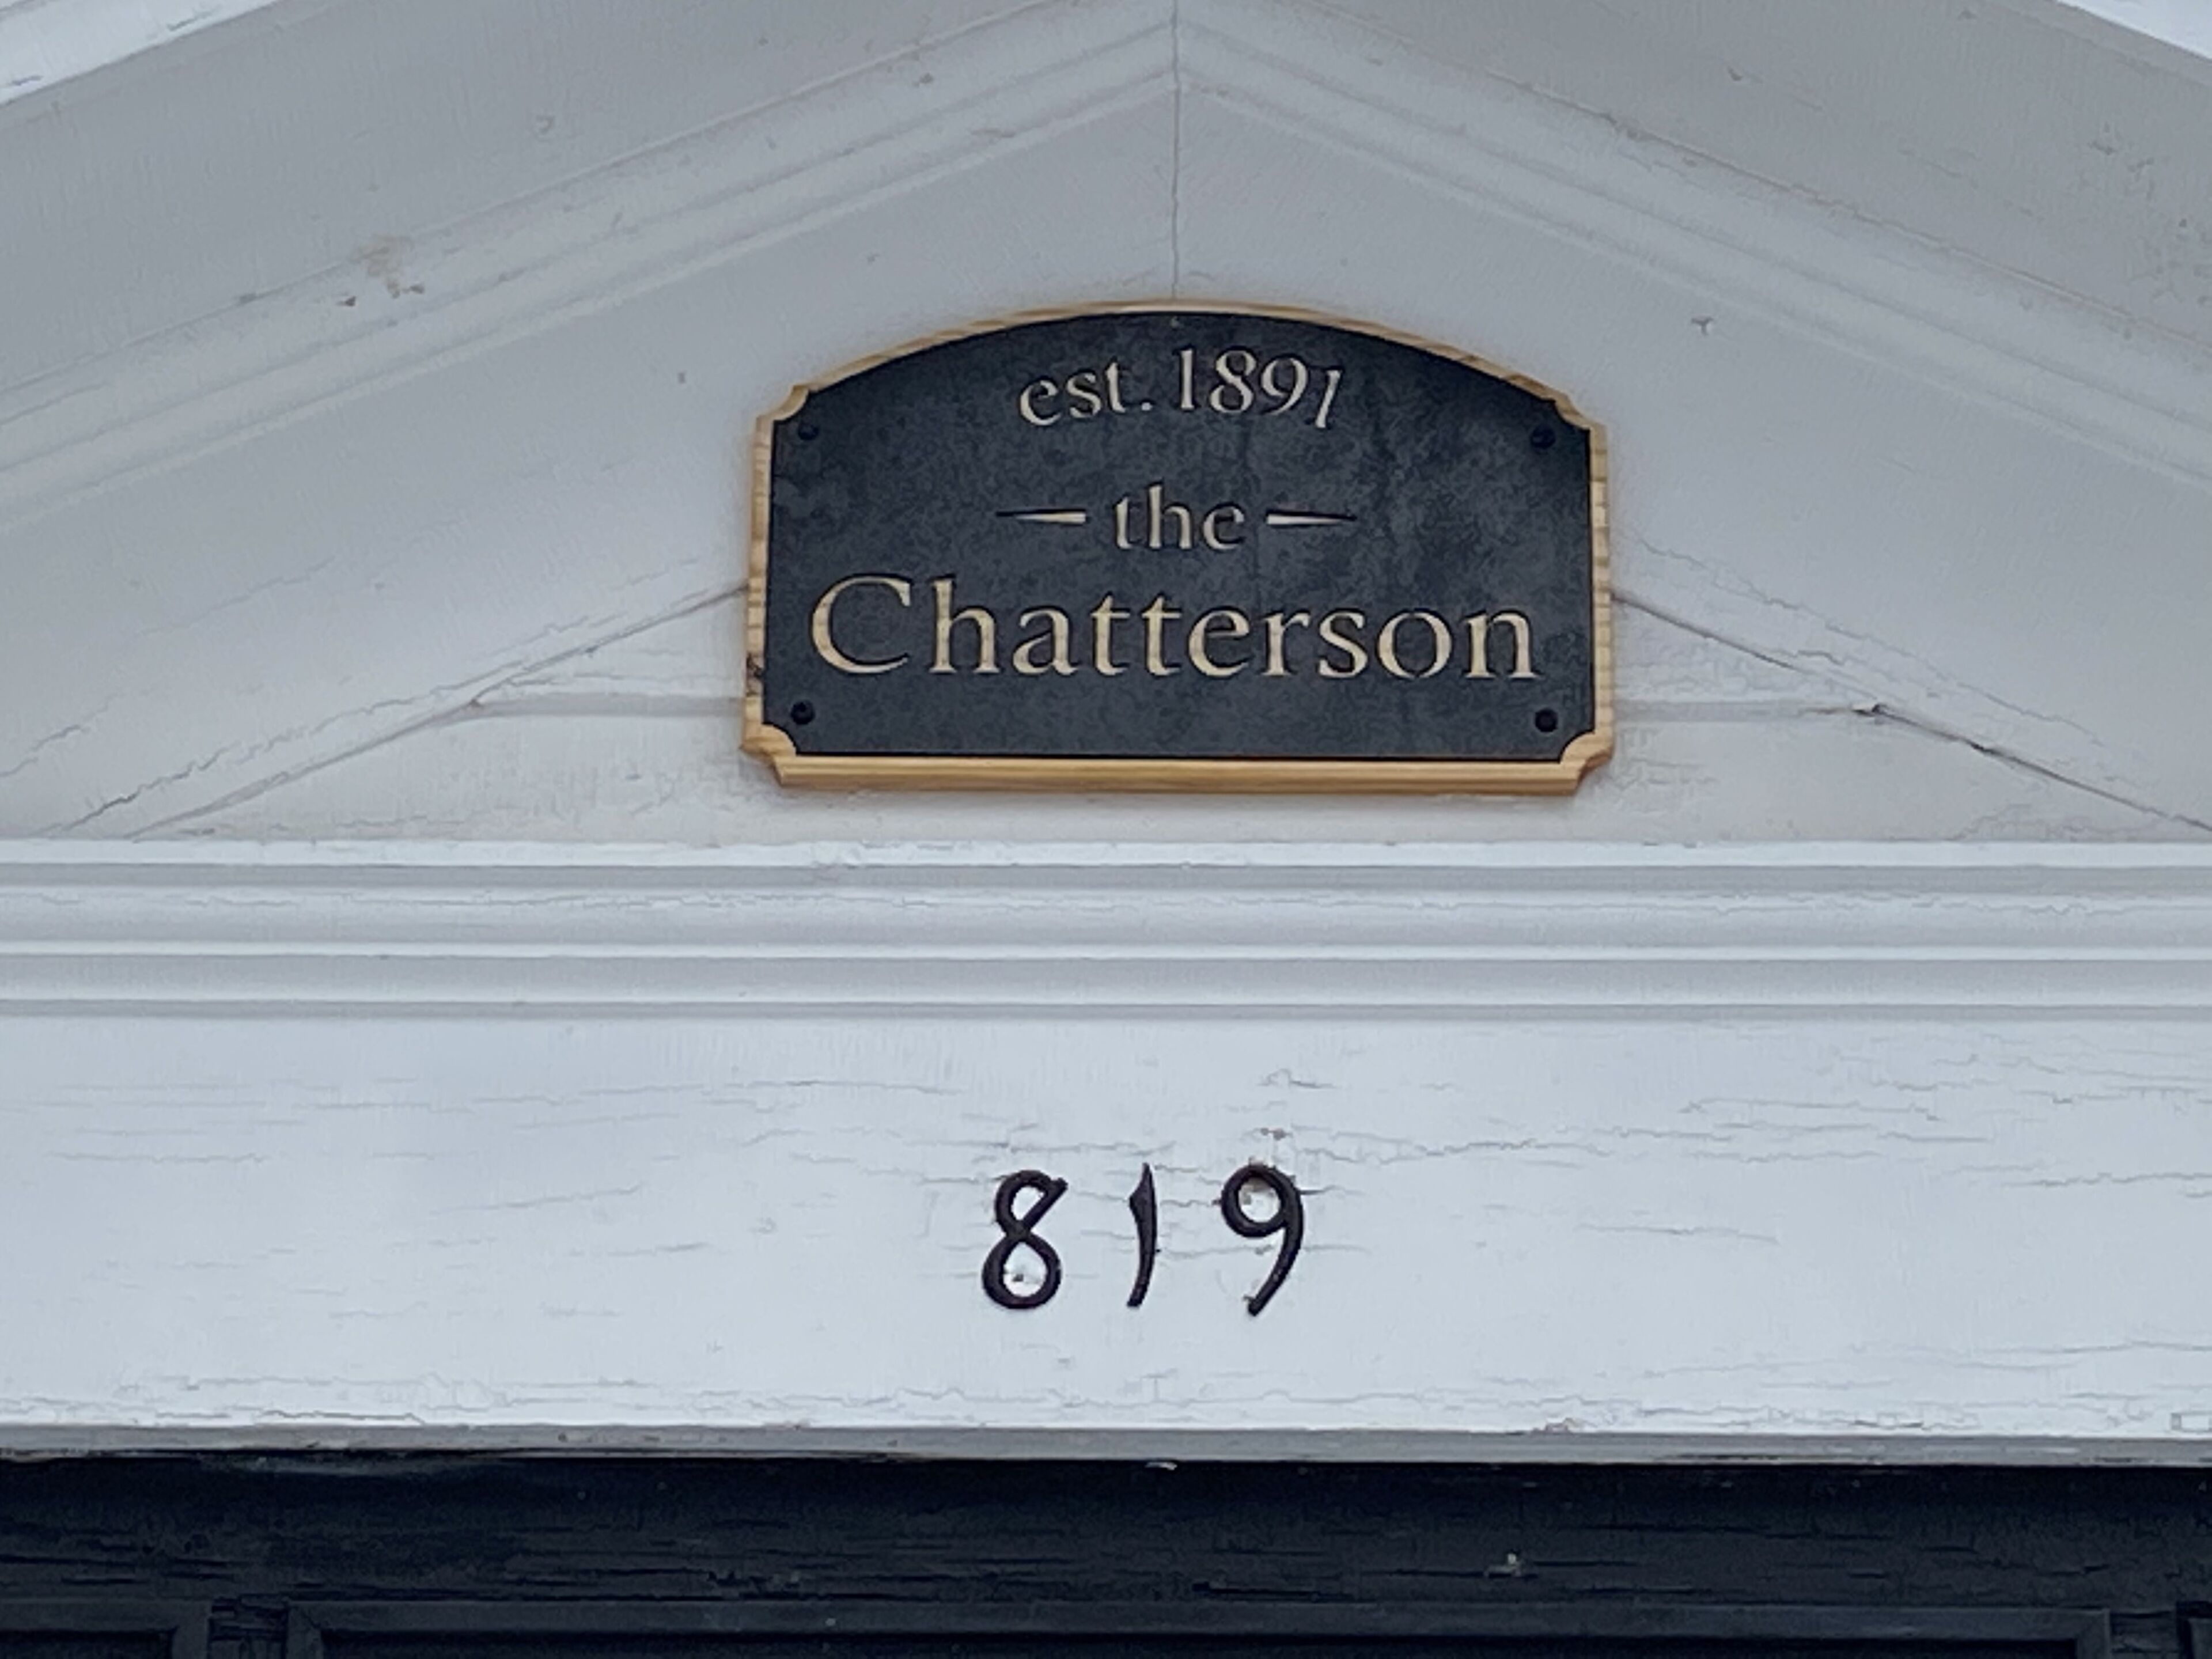 est. 1891
the
Chatterson
819